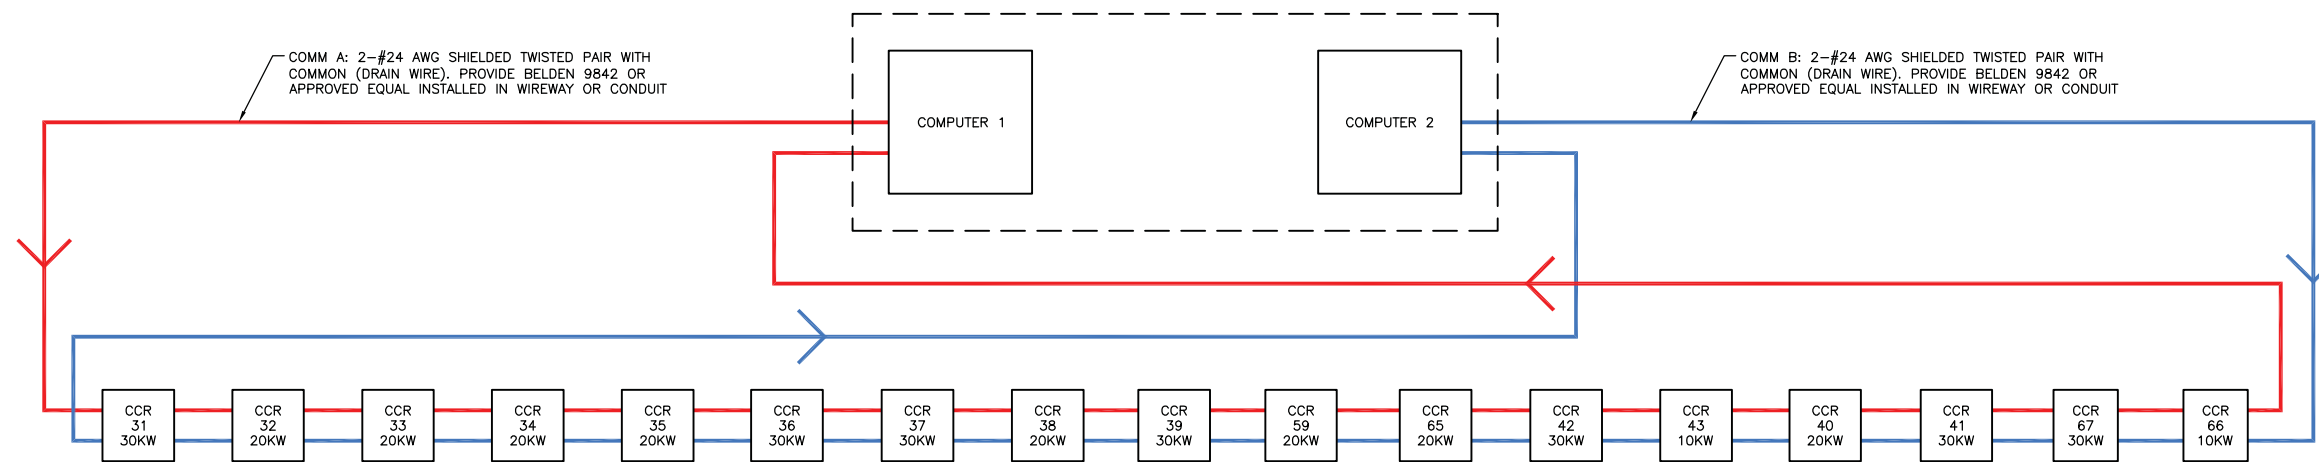 COMM A: 2-#24 AWG SHIELDED TWISTED PAIR WITH
COMMON (DRAIN WIRE). PROVIDE BELDEN 9842 OR
APPROVED EQUAL INSTALLED IN WIREWAY OR CONDUIT
COMPUTER 1
COMPUTER 2
COMM B: 2-#24 AWG SHIELDED TWISTED PAIR WITH
COMMON (DRAIN WIRE). PROVIDE BELDEN 9842 OR
APPROVED EQUAL INSTALLED IN WIREWAY OR CONDUIT
CCR
31
30KW
CCR
32
20KW
CCR
33
20KW
CCR
34
20KW
CCR
35
20KW
CCR
36
30KW
CCR
37
30KW
CCR
38
20KW
CCR
39
30KW
CCR
59
20KW
CCR
65
20KW
CCR
42
30KW
CCR
43
10KW
CCR
40
20KW
CCR
41
30KW
CCR
67
30KW
CCR
66
10KW